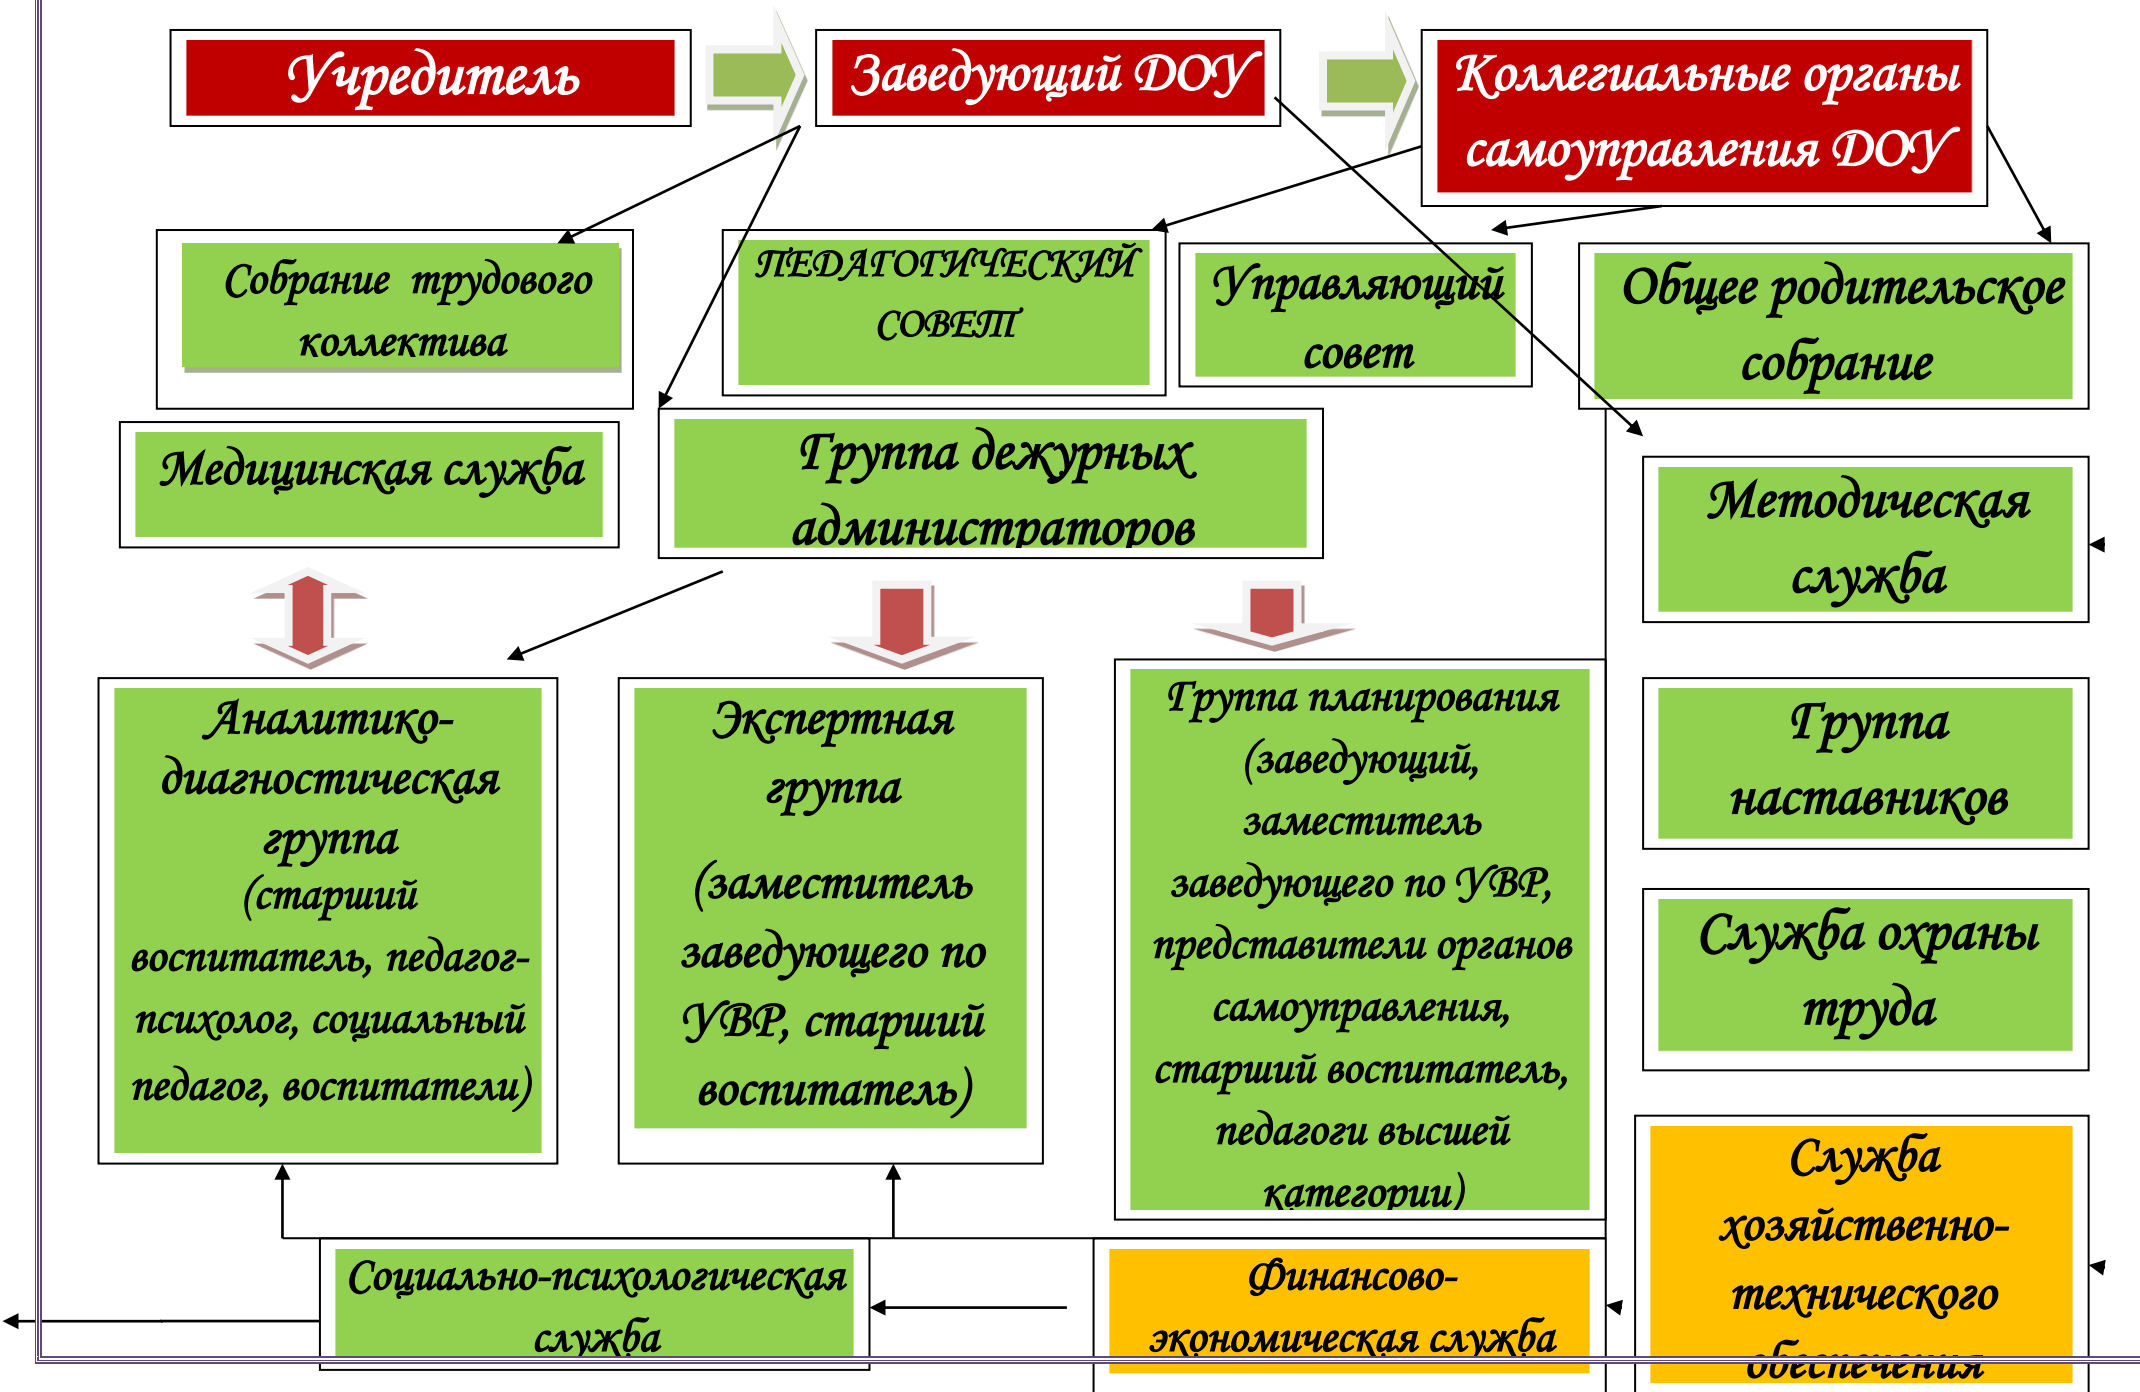 Учредитель
Заведующий ДОУ
Коллегиальные органы
самоуправления ДОУ
Собрание трудового
коллектива
ПЕДАГОГИЧЕСКИЙ
СОВЕТ
Управляющий
совет
Общее родительское
собрание
Медицинская служба
Группа дежурных
администраторов
Методическая
служба
Аналитико-
диагностическая
группа
(старший
воспитатель, педагог-
психолог, социальный
педагог, воспитатели)
Экспертная
группа
(заместитель
заведующего по
УВР, старший
воспитатель)
Группа планирования
(заведующий,
заместитель
заведующего по УВР,
представители органов
самоуправления,
старший воспитатель,
педагоги высшей
категории)
Группа
наставников
Служба охраны
труда
Служба
хозяйственно-
технического
обеспечения
Социально-психологическая
служба
Финансово-
экономическая служба